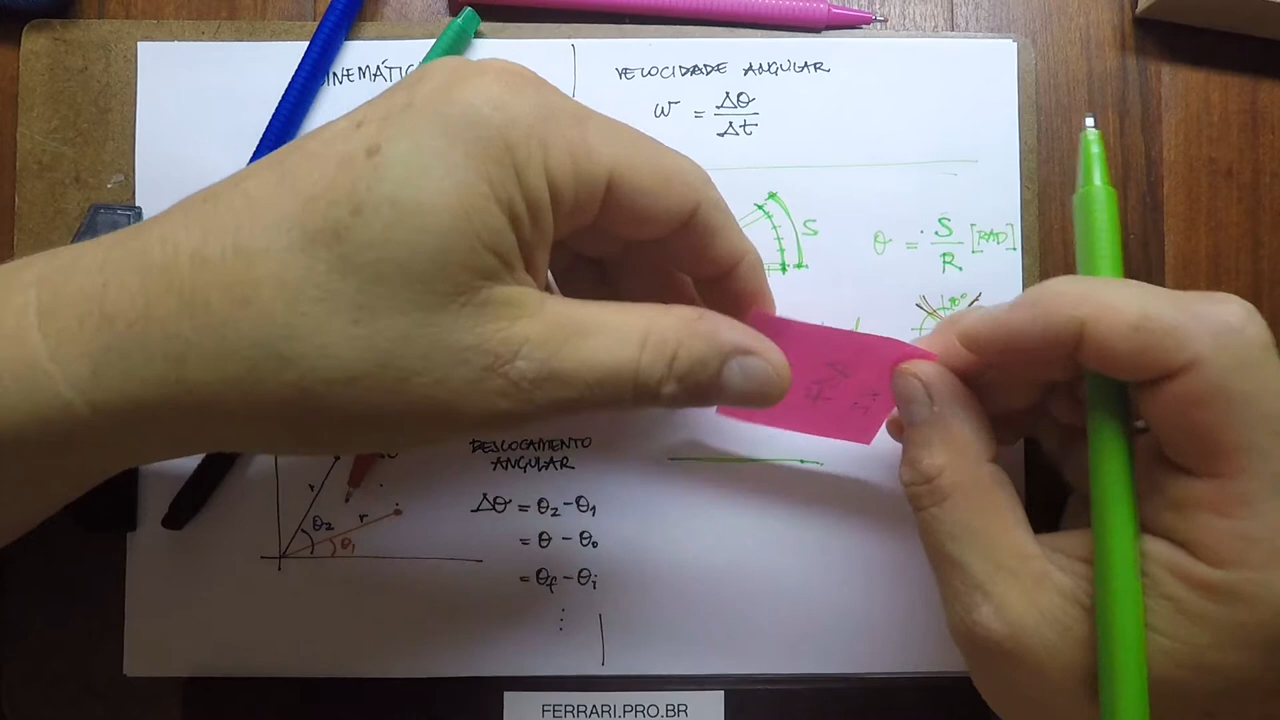 VELOCIDADE ANGULAR
ω = Δθ
Δt
S
θ = S [RAD]
R
DESLOCAMENTO
ANGULAR
Δθ = θ2-θ1
= θ - θ0
= θf - θi
r
θ2
r
θ1
FERRARI.PRO.BR